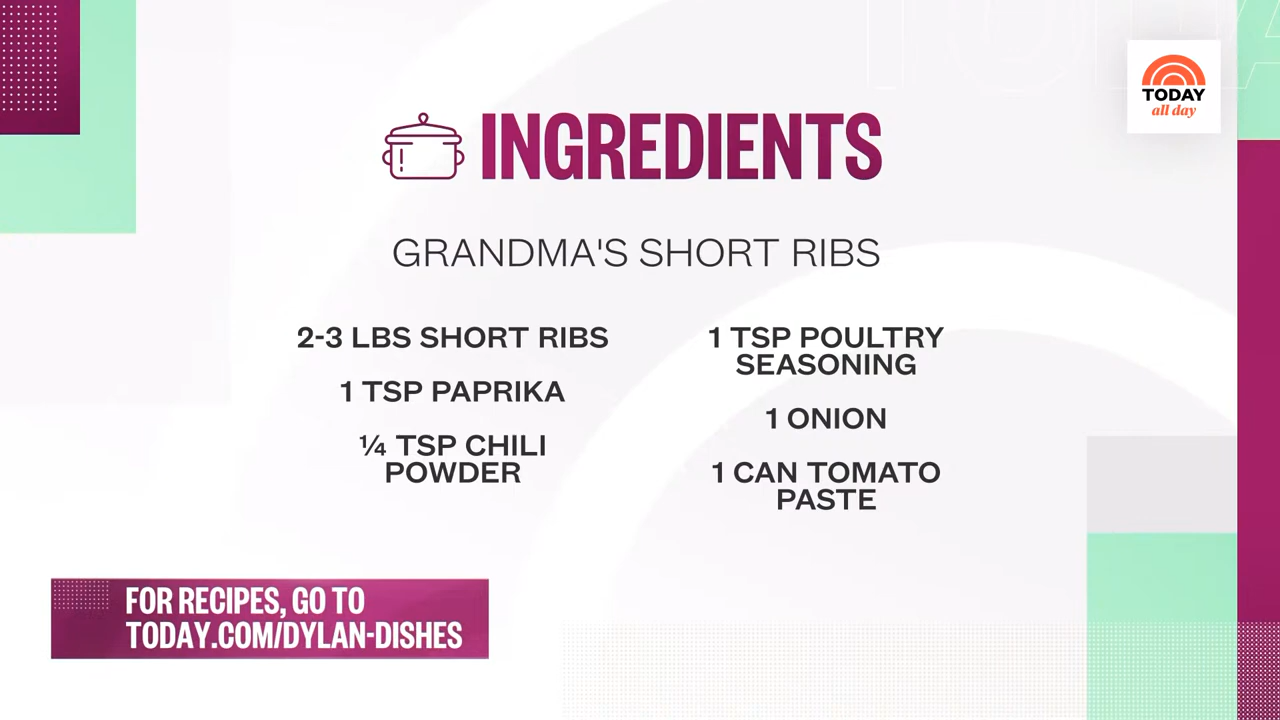 TODAY
all day
INGREDIENTS
GRANDMA'S SHORT RIBS
2-3 LBS SHORT RIBS
1 TSP PAPRIKA
¼ TSP CHILI
POWDER
1 TSP POULTRY
SEASONING
1 ONION
1 CAN TOMATO
PASTE
FOR RECIPES, GO TO
TODAY.COM/DYLAN-DISHES